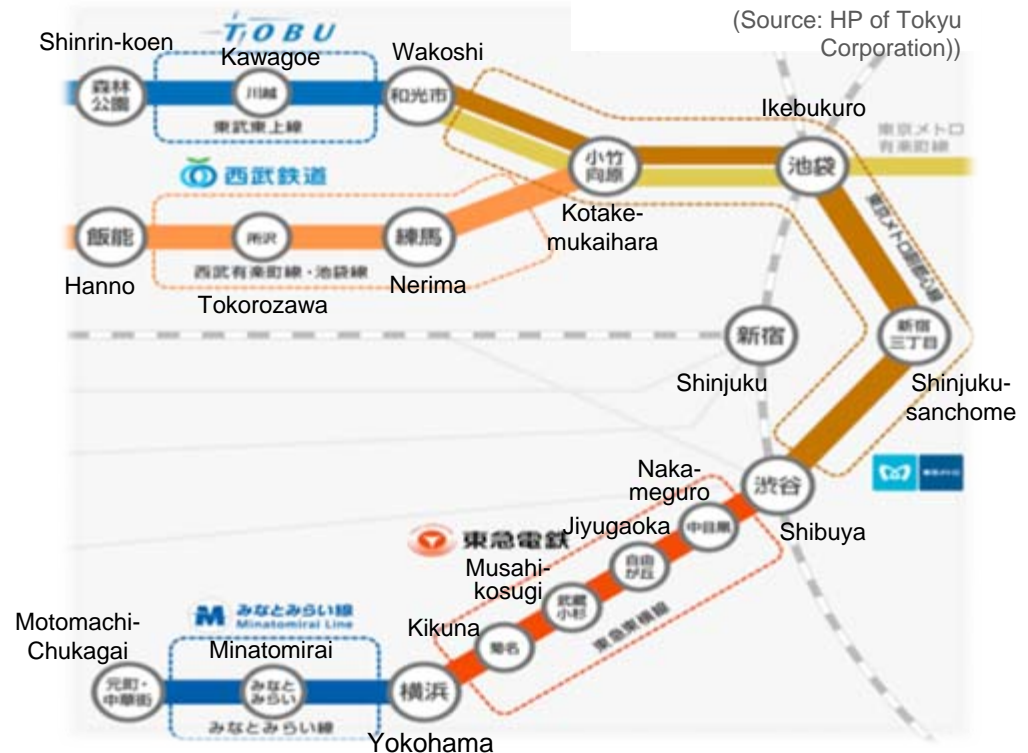 (Source: HP of Tokyu
Corporation))
TOBU
Shinrin-koen
Kawagoe
Wakoshi
森林
公園
川越
和光市
東武東上線
Ikebukuro
東京メトロ
有楽町線
小竹
向原
池袋
西武鉄道
Kotake-
mukaihara
東京メトロ副都心線
飯能
所沢
練馬
西武有楽町線・池袋線
Hanno
Tokorozawa
Nerima
新宿
新宿
三丁目
Shinjuku
Shinjuku-
sanchome
Naka-
meguro
渋谷
東京メトロ
Shibuya
中目黒
東急電鉄
Jiyugaoka
自由
が丘
Musahi-
kosugi
武蔵
小杉
東急東横線
M みなとみらい線
Minatomirai Line
Motomachi-
Chukagai
Minatomirai
Kikuna
菊名
元町・
中華街
みなと
みらい
横浜
みなとみらい線
Yokohama